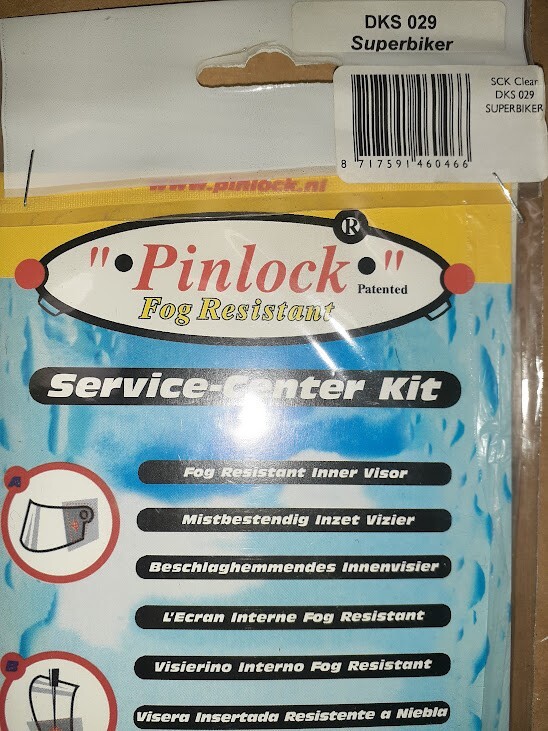 DKS 029
Superbiker
SCK Clear
DKS 029
SUPERBIKER
8 717591 460466
www.pinlock.nl
"Pinlock" ®
Patented
Fog Resistant
Service-Center Kit
A
Fog Resistant Inner Visor
Mistbestendig Inzet Vizier
Beschlaghemmendes Innenvisier
L'Ecran Interne Fog Resistant
B
Visierino Interno Fog Resistant
Visera Insertada Resistente a Niebla